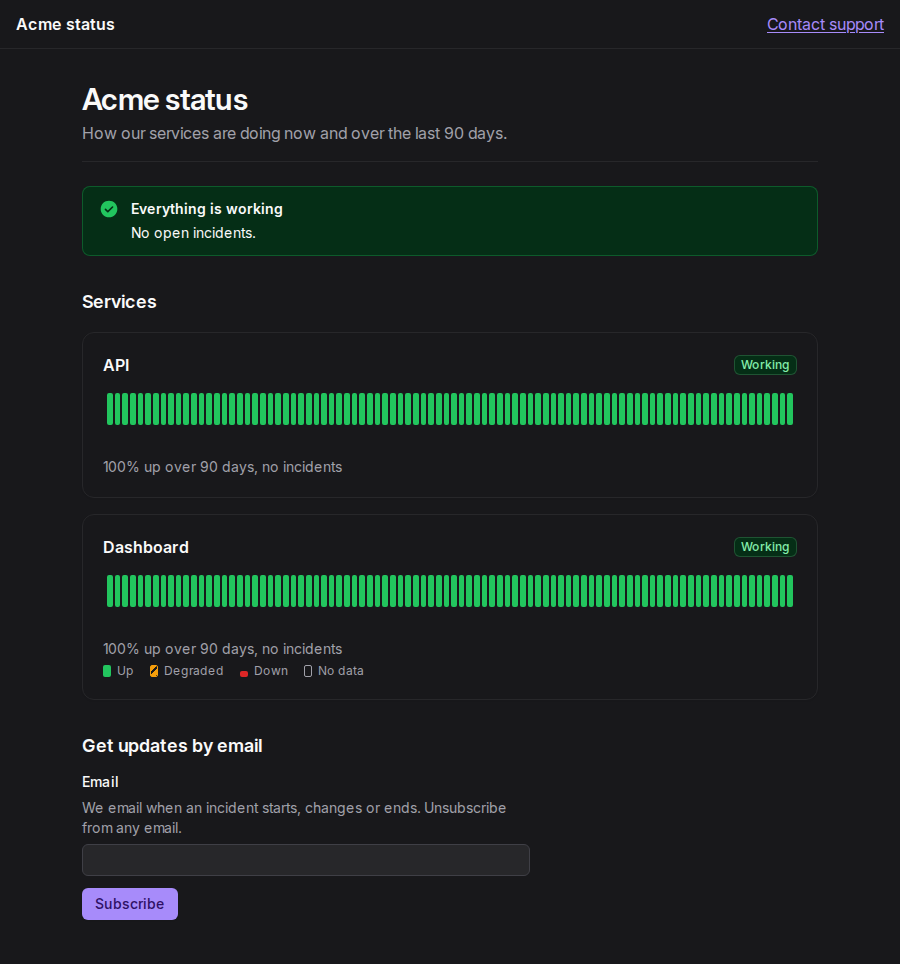 Acme status
Contact support
Acme status
How our services are doing now and over the last 90 days.
Everything is working
No open incidents.
Services
API
Working
100% up over 90 days, no incidents
Dashboard
Working
100% up over 90 days, no incidents
Up
Degraded
Down
No data
Get updates by email
Email
We email when an incident starts, changes or ends. Unsubscribe
from any email.
Subscribe